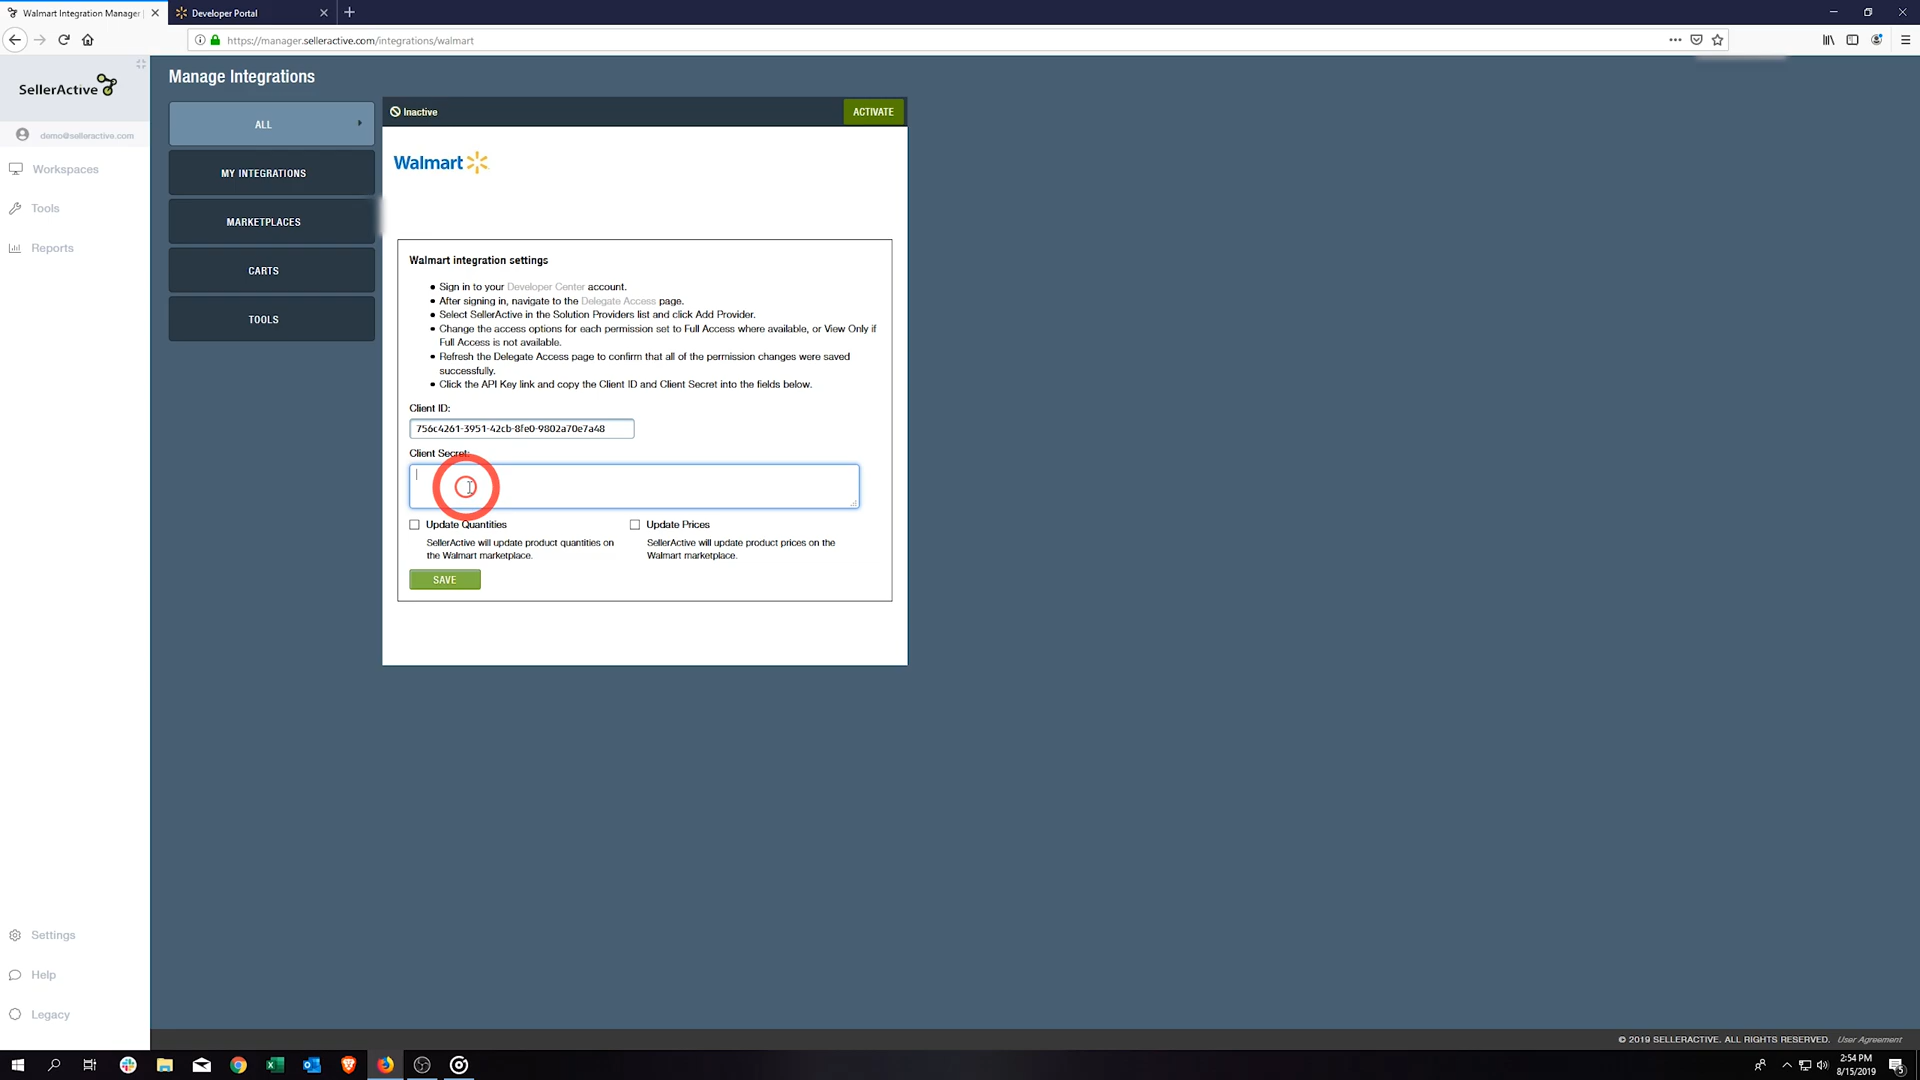 Walmart Integration Manager
Developer Portal
https://manager.selleractive.com/integrations/walmart
SellerActive
demo@selleractive.com
Workspaces
Tools
Reports
Settings
Help
Legacy
Manage Integrations
ALL
MY INTEGRATIONS
MARKETPLACES
CARTS
TOOLS
Inactive
ACTIVATE
Walmart
Walmart integration settings
Sign in to your Developer Center account.
After signing in, navigate to the Delegate Access page.
Select SellerActive in the Solution Providers list and click Add Provider.
Change the access options for each permission set to Full Access where available, or View Only if
Full Access is not available.
Refresh the Delegate Access page to confirm that all of the permission changes were saved
successfully.
Click the API Key link and copy the Client ID and Client Secret into the fields below.
Client ID:
756c4261-3951-42cb-8fe0-9802a70e7a48
Client Secret:
Update Quantities
SellerActive will update product quantities on
the Walmart marketplace.
Update Prices
SellerActive will update product prices on the
Walmart marketplace.
SAVE
© 2019 SELLERACTIVE. ALL RIGHTS RESERVED. User Agreement
2:54 PM
8/15/2019
5